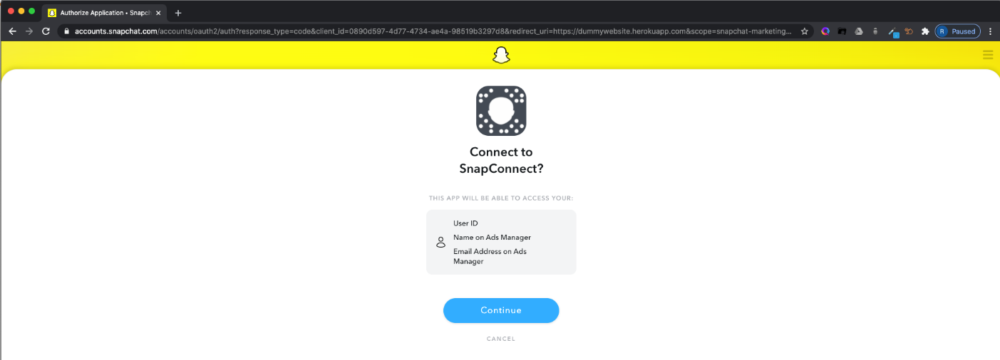 Authorize Application • Snapch
accounts.snapchat.com/accounts/oauth2/auth?response_type=code&client_id=0890d597-4d77-4734-ae4a-98519b3297d8&redirect_uri=https://dummywebsite.herokuapp.com&scope=snapchat-marketing...
R Paused
Connect to
SnapConnect?
THIS APP WILL BE ABLE TO ACCESS YOUR:
User ID
Name on Ads Manager
Email Address on Ads
Manager
Continue
CANCEL